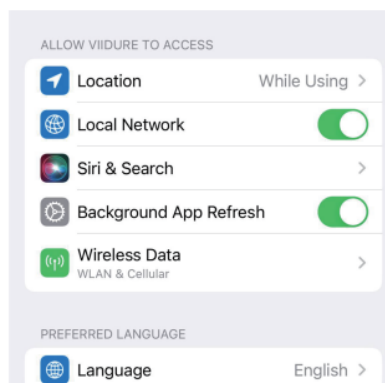 ALLOW VIIDURE TO ACCESS
Location While Using
Local Network
Siri & Search
Background App Refresh
Wireless Data
WLAN & Cellular
PREFERRED LANGUAGE
Language English